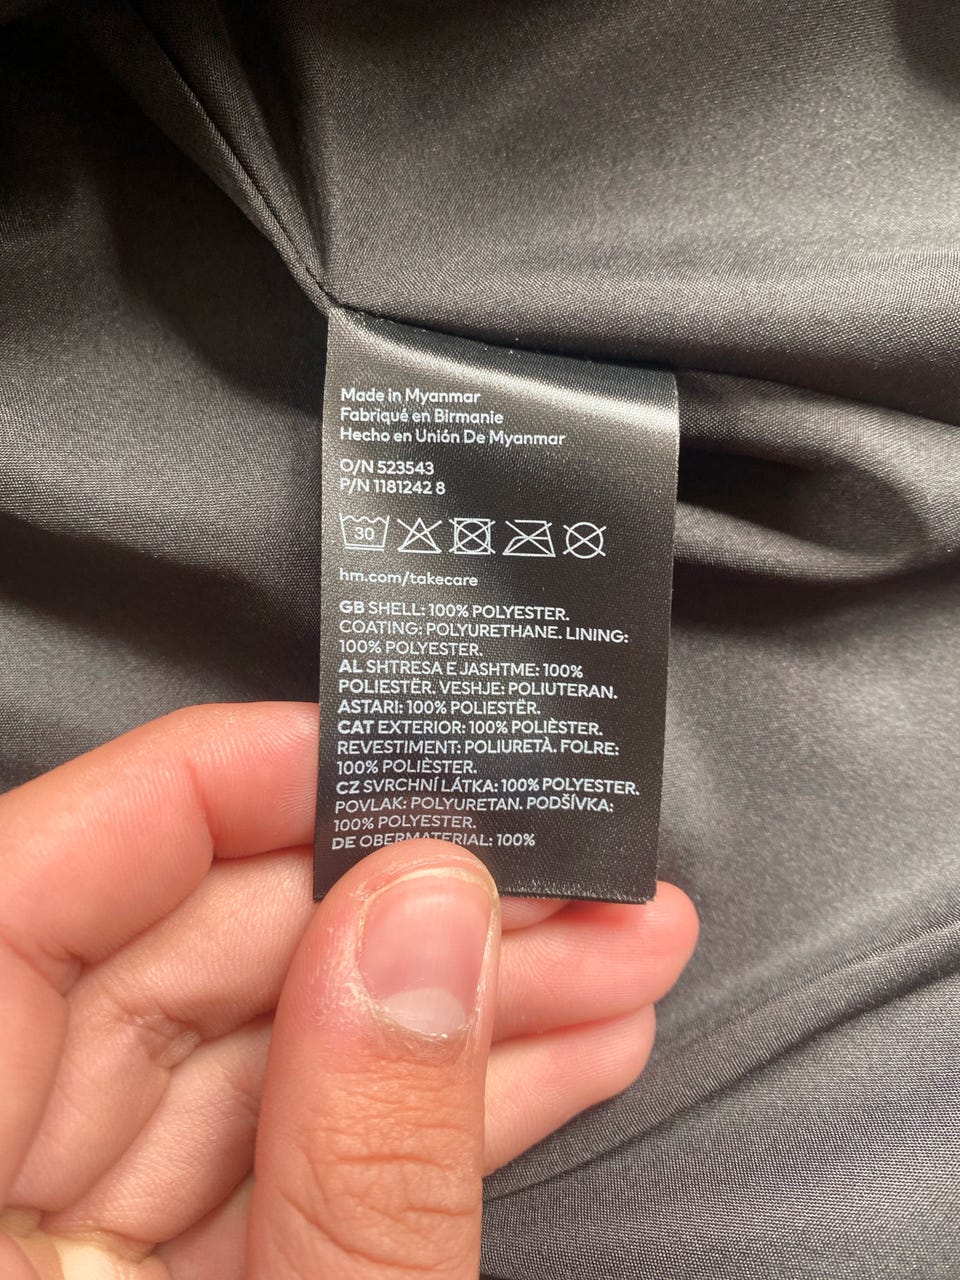 Made in Myanmar
Fabriqué en Birmanie
Hecho en Unión De Myanmar
O/N 523543
P/N 1181242 8
30
hm.com/takecare
GB SHELL: 100% POLYESTER.
COATING: POLYURETHANE. LINING:
100% POLYESTER.
AL SHTRESA E JASHTME: 100%
POLIESTËR. VESHJE: POLIUTERAN.
ASTARI: 100% POLIESTËR.
CAT EXTERIOR: 100% POLIÈSTER.
REVESTIMENT: POLIURETÀ. FOLRE:
100% POLIÈSTER.
CZ SVRCHNÍ LÁTKA: 100% POLYESTER.
POVLAK: POLYURETAN. PODŠÍVKA:
100% POLYESTER.
DE OBERMATERIAL: 100%